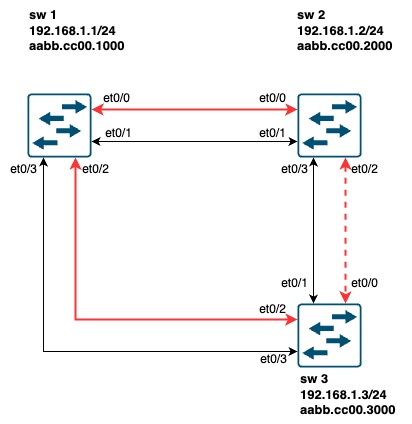 sw 1
192.168.1.1/24
aabb.cc00.1000
sw 2
192.168.1.2/24
aabb.cc00.2000
et0/0
et0/0
et0/1
et0/1
et0/3
et0/2
et0/3
et0/2
et0/1
et0/0
et0/2
et0/3
sw 3
192.168.1.3/24
aabb.cc00.3000